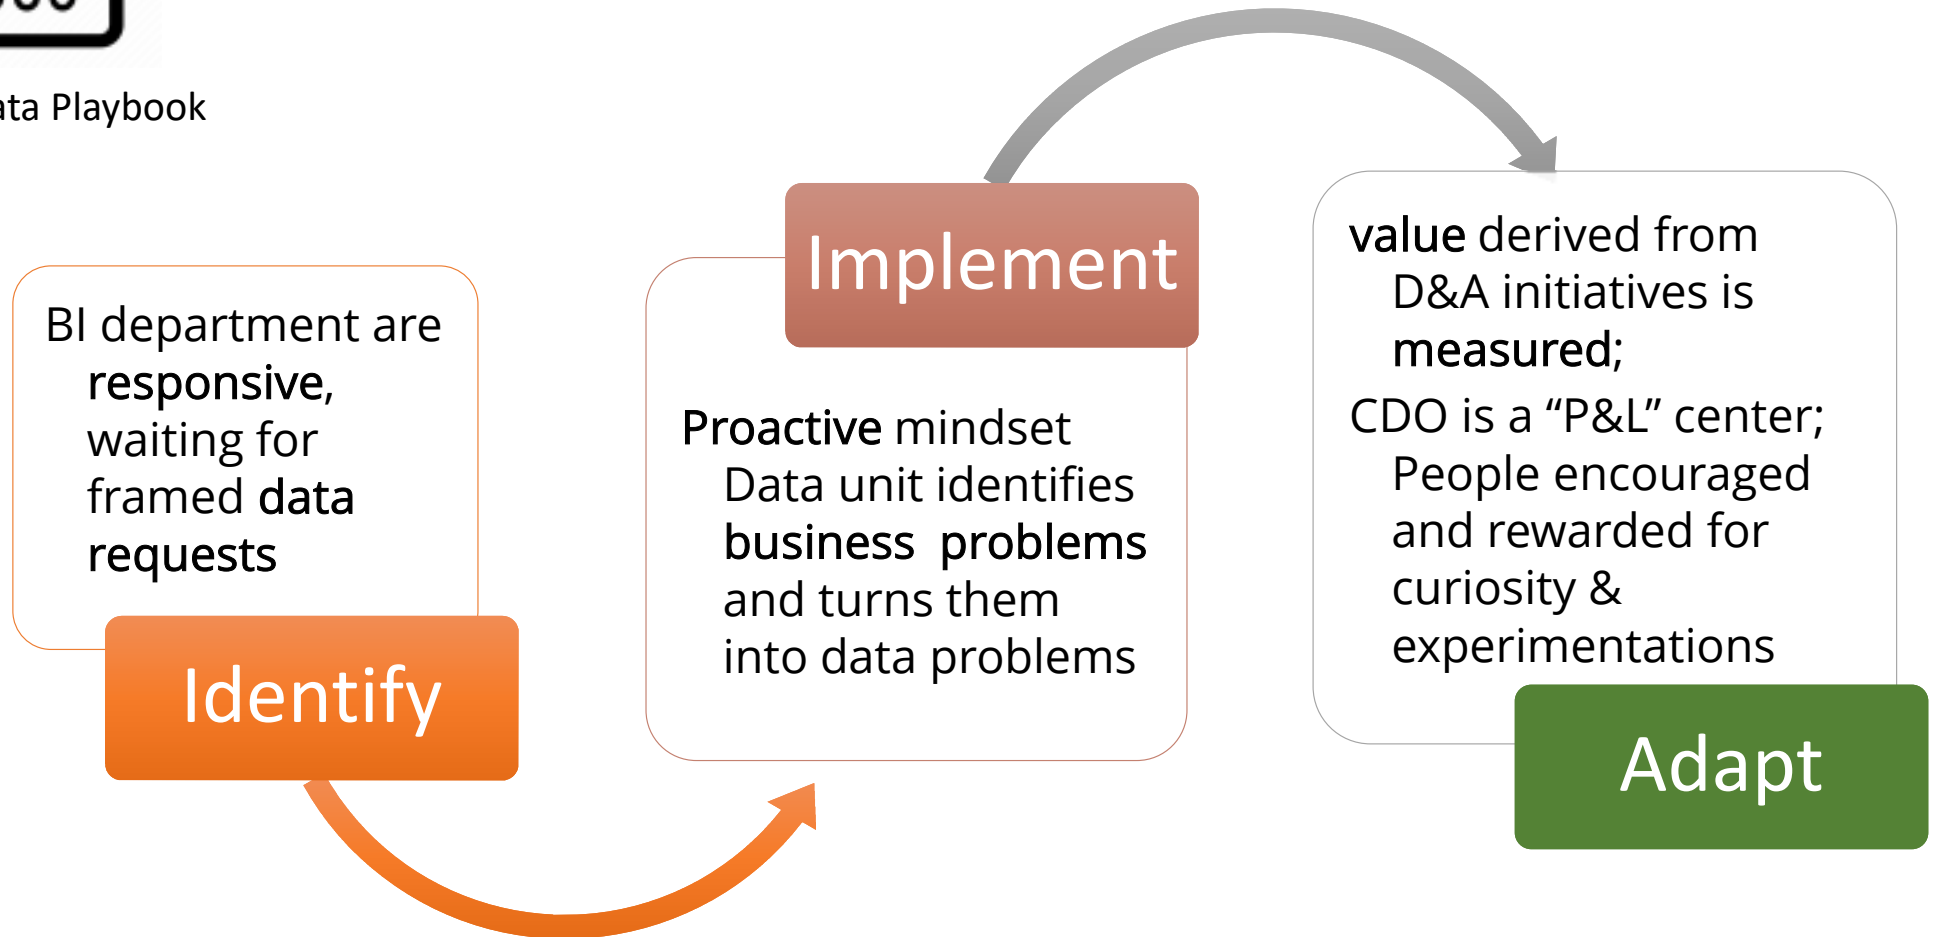 Playbook
BI department are
responsive,
waiting for
framed data
requests
Identify
Implement
Proactive mindset
Data unit identifies
business  problems
and turns them
into data problems
value derived from
D&A initiatives is
measured;
CDO is a “P&L” center;
People encouraged
and rewarded for
curiosity &
experimentations
Adapt